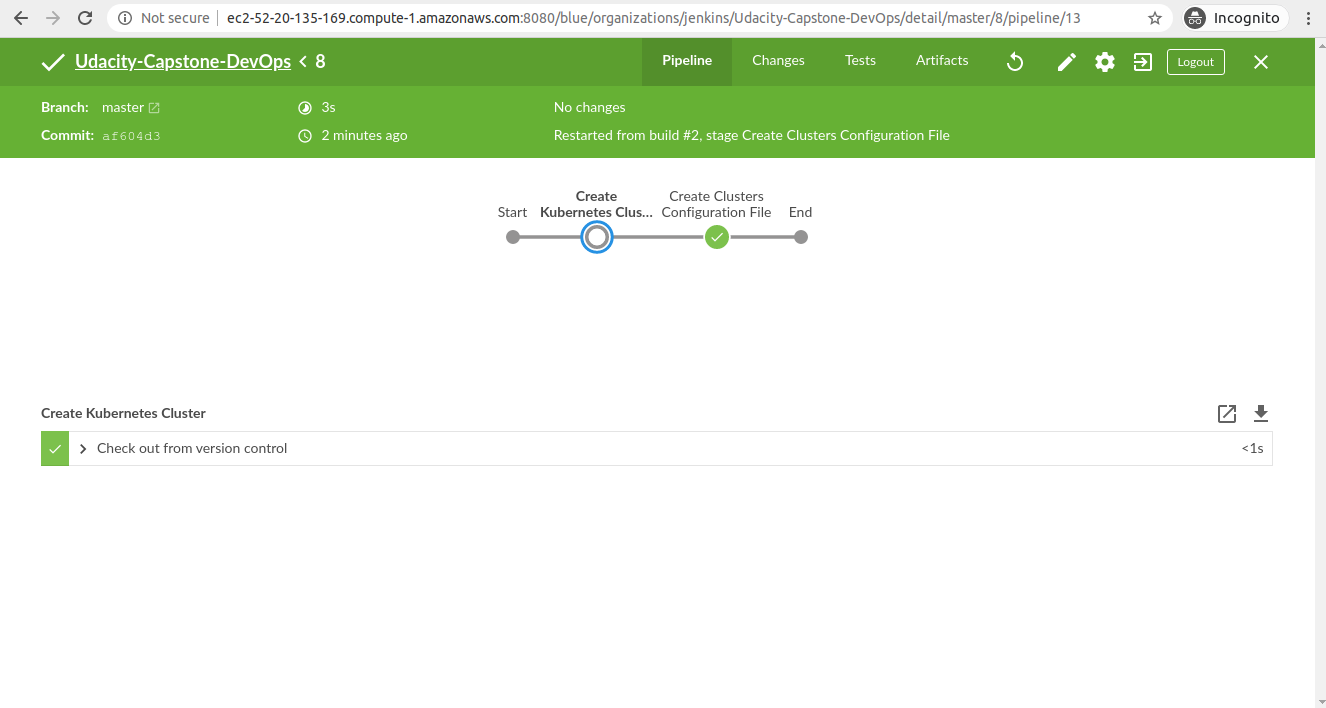 Not secure ec2-52-20-135-169.compute-1.amazonaws.com:8080/blue/organizations/jenkins/Udacity-Capstone-DevOps/detail/master/8/pipeline/13 Incognito
Udacity-Capstone-DevOps < 8 Pipeline Changes Tests Artifacts Logout
Branch: master 3s No changes
Commit: af604d3 2 minutes ago Restarted from build #2, stage Create Clusters Configuration File
Create Create Clusters
Start Kubernetes Clus... Configuration File End
Create Kubernetes Cluster
Check out from version control <1s